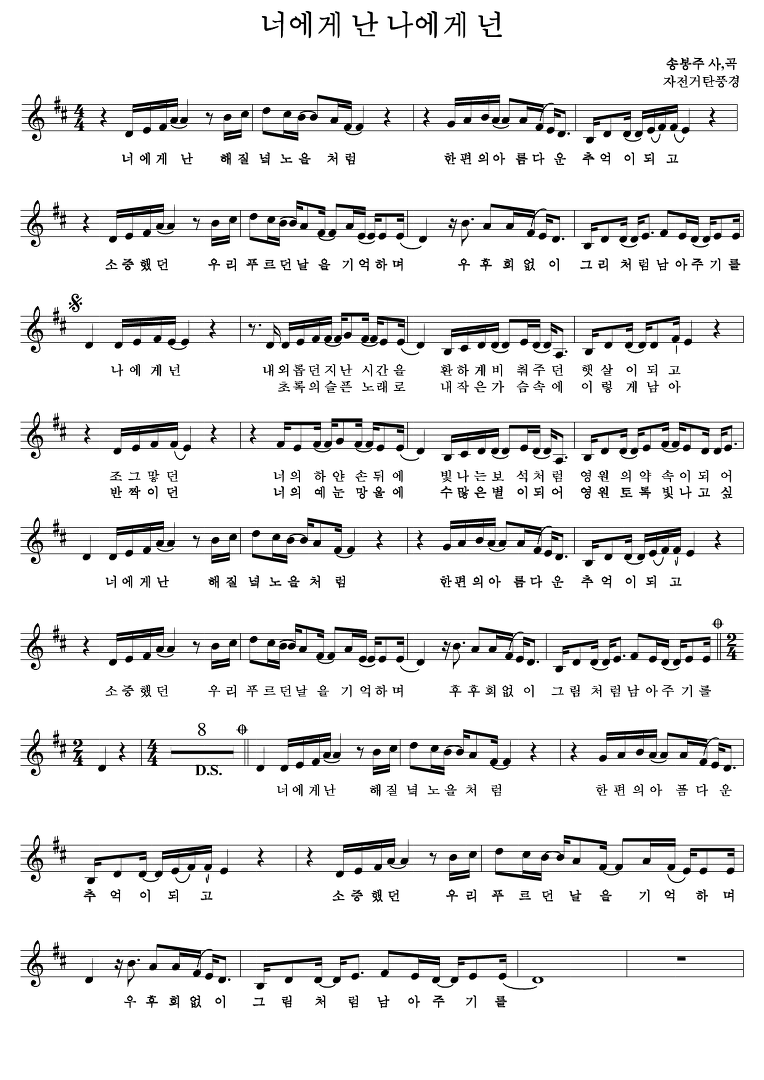 너에게 난 나에게 넌
송봉주 사,곡
자전거탄풍경
너에게 난 해질 녘 노을 처럼 한편의아 름다운 추억 이되고
소중했던 우리 푸르던날 을 기억하며 우후회없 이 그리 처럼남아주기를
나에게넌 내외롭던지난 시간을 환하게비 춰주던 햇살 이되고
초록의슬픈 노래로 내작은가 슴속에 이렇 게남아
조그맣던 너의 하얀 손뒤에 빛나는보 석처럼 영원 의약 속이되어
반짝이던 너의 예눈 망울에 수많은별 이되어 영원 토록 빛나고 싶
너에게난 해질 녘 노을처럼 한편의아 름다운 추억 이되고
소중했던 우리 푸르던날 을 기억하며 후후회없이 그림 처럼남아주기를
8
D.S.
너에게난 해질 녘 노을 처럼 한편의아 픔다운
추억 이되 고 소중했던 우리 푸르던날 을 기억 하며
우후회없이 그림 처럼남 아주 기를